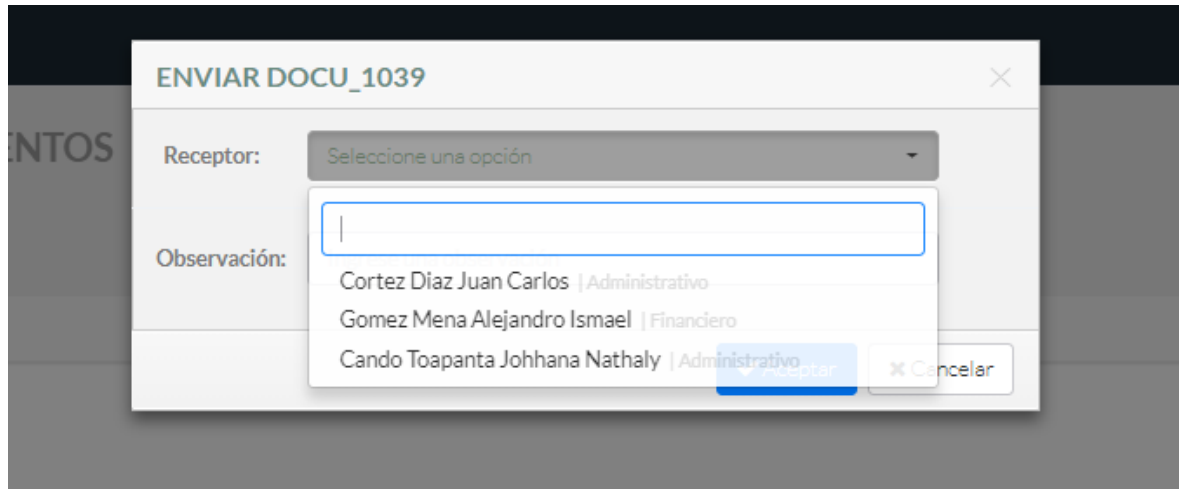 ENVIAR DOCU_1039
ENTOS
Receptor:
Seleccione una opción
Observación:
Cortez Diaz Juan Carlos | Administrativo
Gomez Mena Alejandro Ismael | Financiero
Cando Toapanta Johhana Nathaly | Administrativo
Aceptar
Cancelar